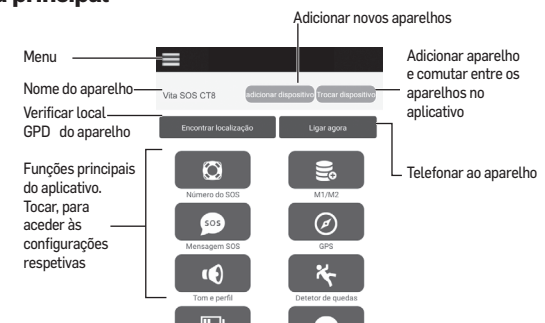 Adicionar novos aparelhos
Menu
Nome do aparelho
Verificar local
GPD do aparelho
Funções principais
do aplicativo.
Tocar, para
aceder às
configurações
respetivas
Vita SOS CT8
adicionar dispositivo
Trocar dispositivo
Encontrar localização
Ligar agora
Número do SOS
M1/M2
SOS
Mensagem SOS
GPS
Tom e perfil
Detetor de quedas
Adicionar aparelho
e comutar entre os
aparelhos no
aplicativo
Telefonar ao aparelho